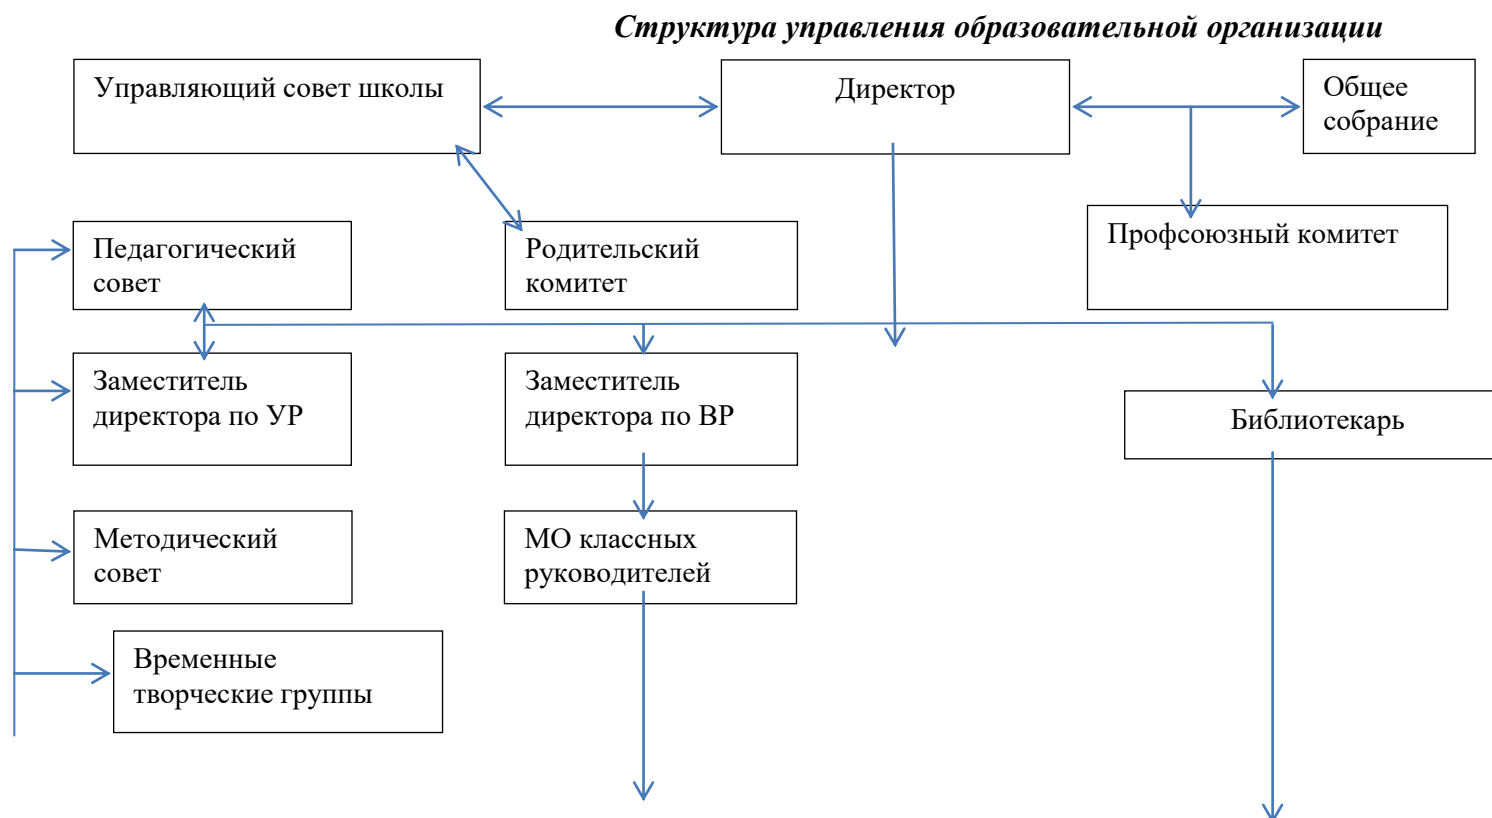 Структура управления образовательной организации
Управляющий совет школы
Директор
Общее
собрание
Педагогический
совет
Родительский
комитет
Профсоюзный комитет
Заместитель
директора по УР
Заместитель
директора по ВР
Библиотекарь
Методический
совет
МО классных
руководителей
Временные
творческие группы